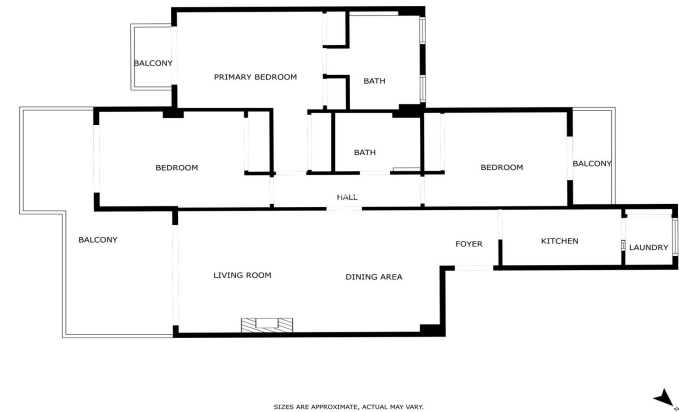 BALCONY
PRIMARY BEDROOM
BATH
BEDROOM
BATH
BEDROOM
BALCONY
HALL
BALCONY
FOYER
KITCHEN
LAUNDRY
LIVING ROOM
DINING AREA
SIZES ARE APPROXIMATE, ACTUAL MAY VARY.
N